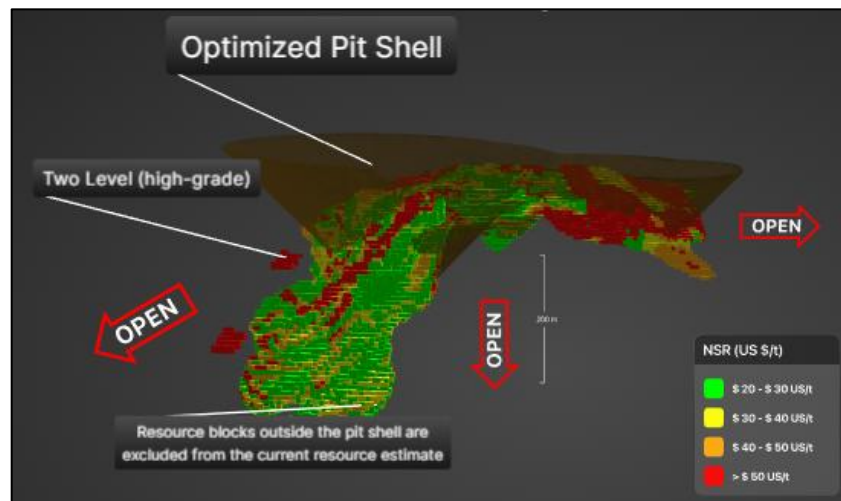 Optimized Pit Shell
Two Level (high-grade)
OPEN
OPEN
OPEN
200 m
Resource blocks outside the pit shell are
excluded from the current resource estimate
NSR (US $/t)
$ 20 - $ 30 US/t
$ 30 - $ 40 US/t
$ 40 - $ 50 US/t
> $ 50 US/t